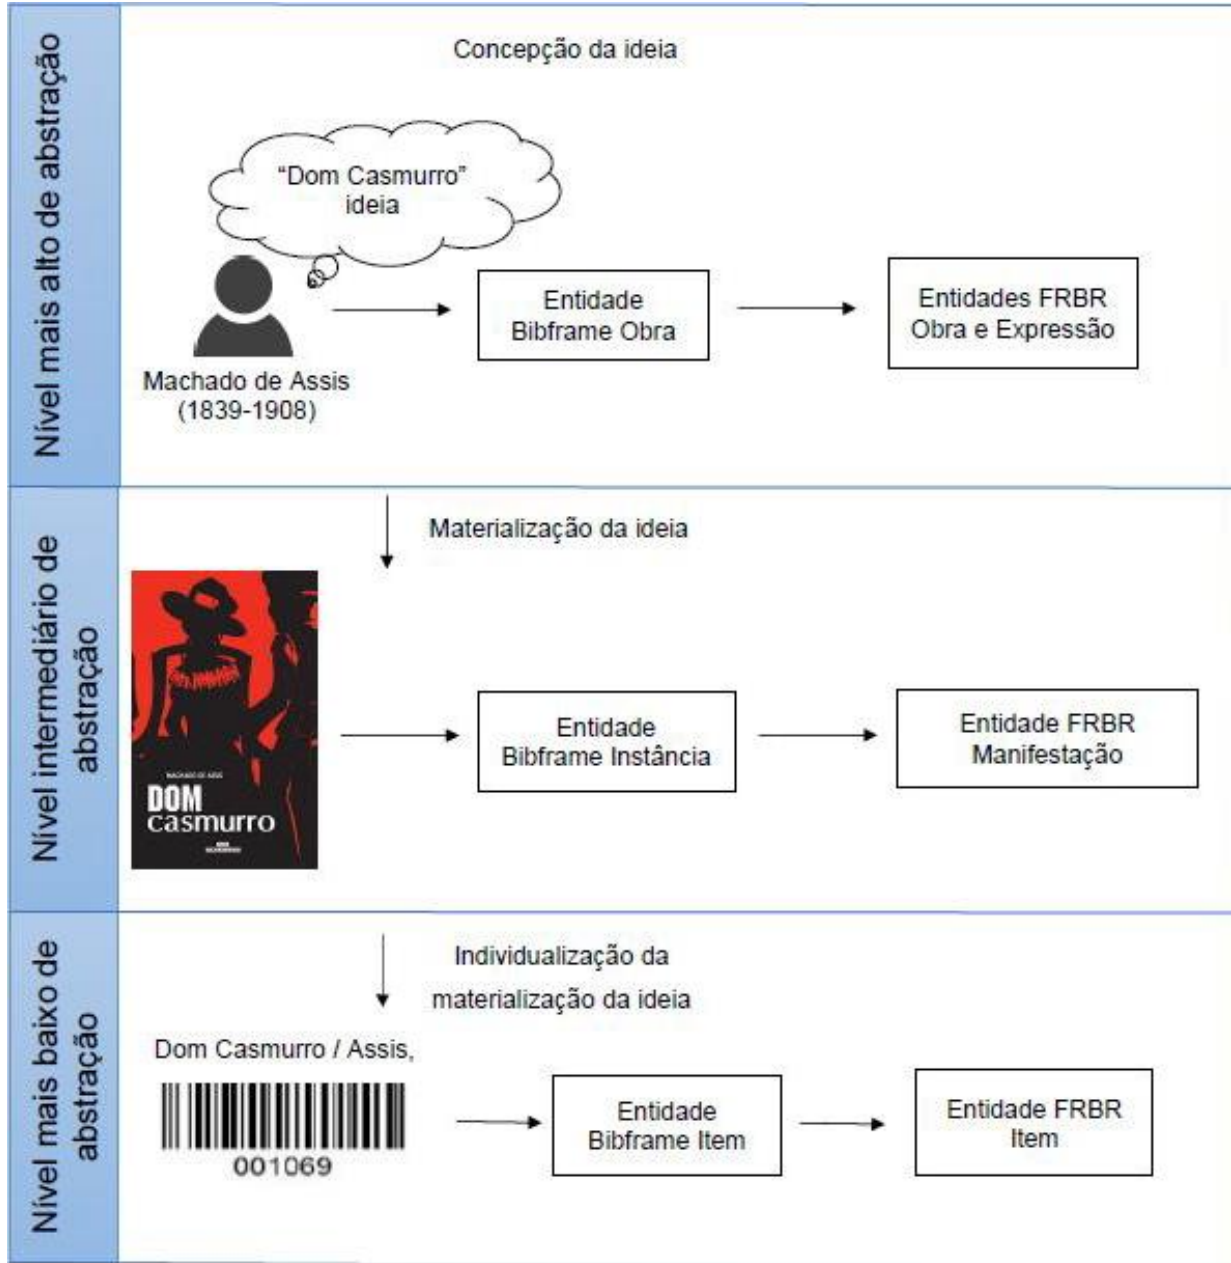 Nível mais alto de abstração
Concepção da ideia
“Dom Casmurro”
ideia
Machado de Assis
(1839-1908)
Entidade
Bibframe Obra
Entidades FRBR
Obra e Expressão
Nível intermediário de
abstração
Materialização da ideia
MACHADO DE ASSIS
DOM
casmurro
Entidade
Bibframe Instância
Entidade FRBR
Manifestação
Nível mais baixo de
abstração
Individualização da
materialização da ideia
Dom Casmurro / Assis,
001069
Entidade
Bibframe Item
Entidade FRBR
Item